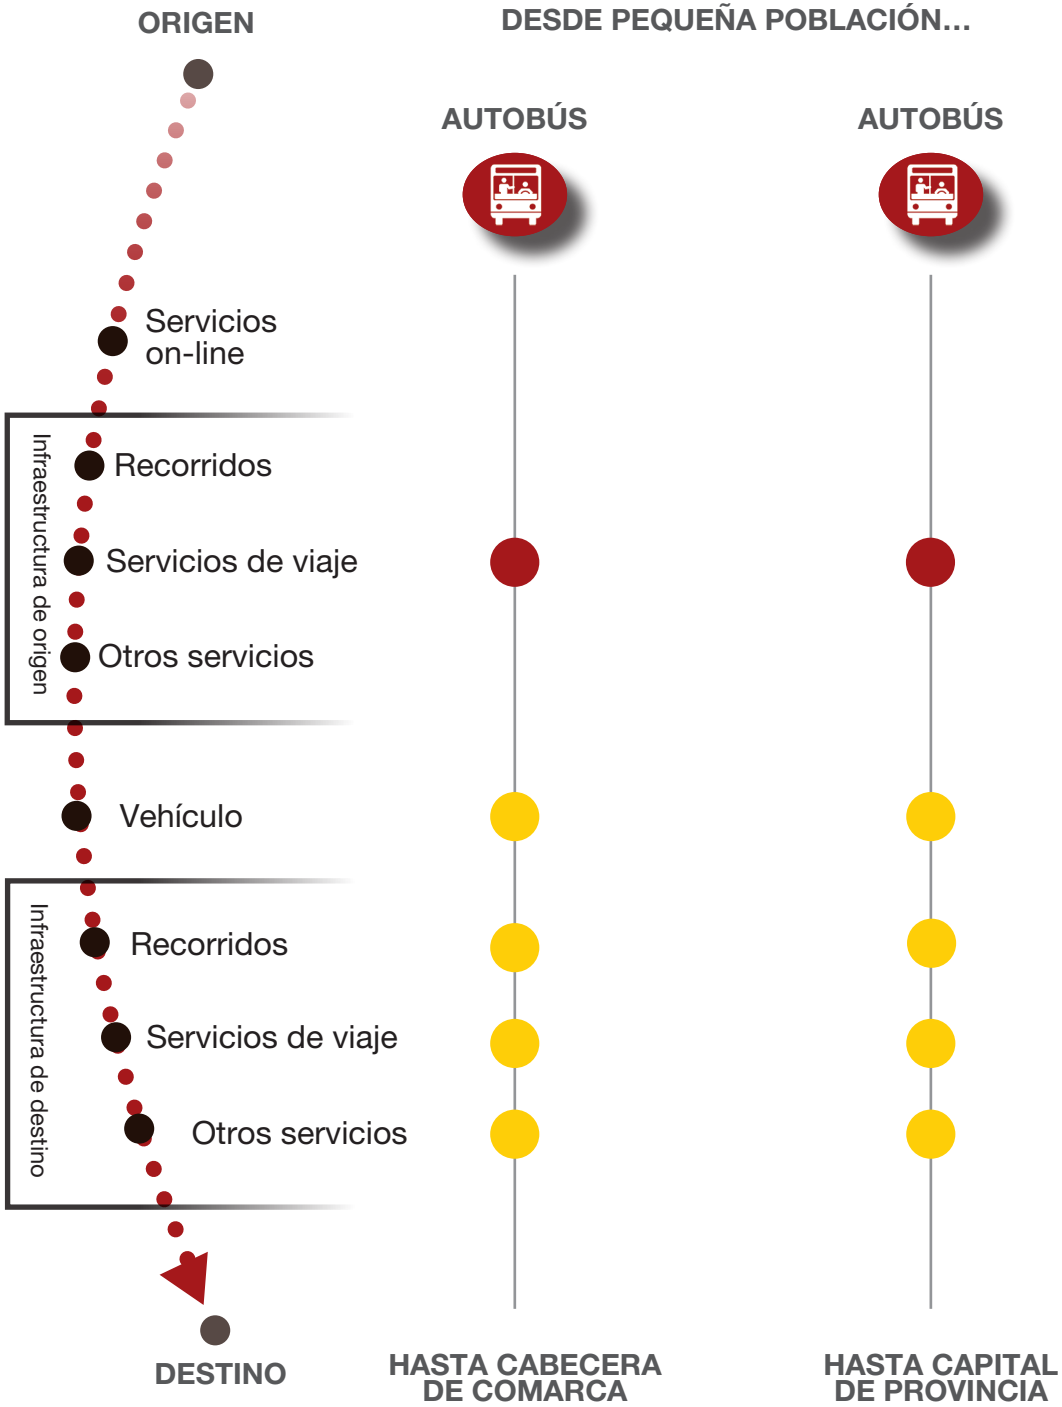 ORIGEN
DESDE PEQUEÑA POBLACIÓN...
AUTOBÚS
AUTOBÚS
Servicios
on-line
Infraestructura de origen
Recorridos
Servicios de viaje
Otros servicios
Vehículo
Infraestructura de destino
Recorridos
Servicios de viaje
Otros servicios
DESTINO
HASTA CABECERA
DE COMARCA
HASTA CAPITAL
DE PROVINCIA